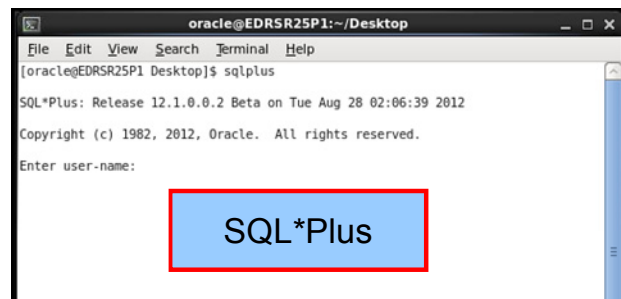 oracle@EDRSR25P1:~/Desktop
File Edit View Search Terminal Help
[oracle@EDRSR25P1 Desktop]$ sqlplus
SQL*Plus: Release 12.1.0.0.2 Beta on Tue Aug 28 02:06:39 2012
Copyright (c) 1982, 2012, Oracle.  All rights reserved.
Enter user-name:
SQL*Plus